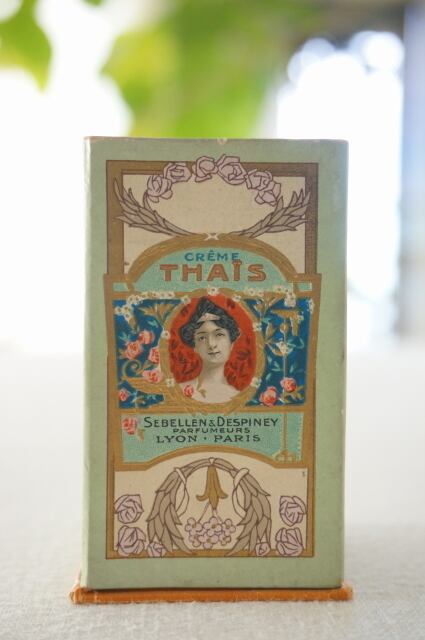 CRÈME
THAÏS
SEBELLEN & DESPINEY
PARFUMEURS
LYON · PARIS